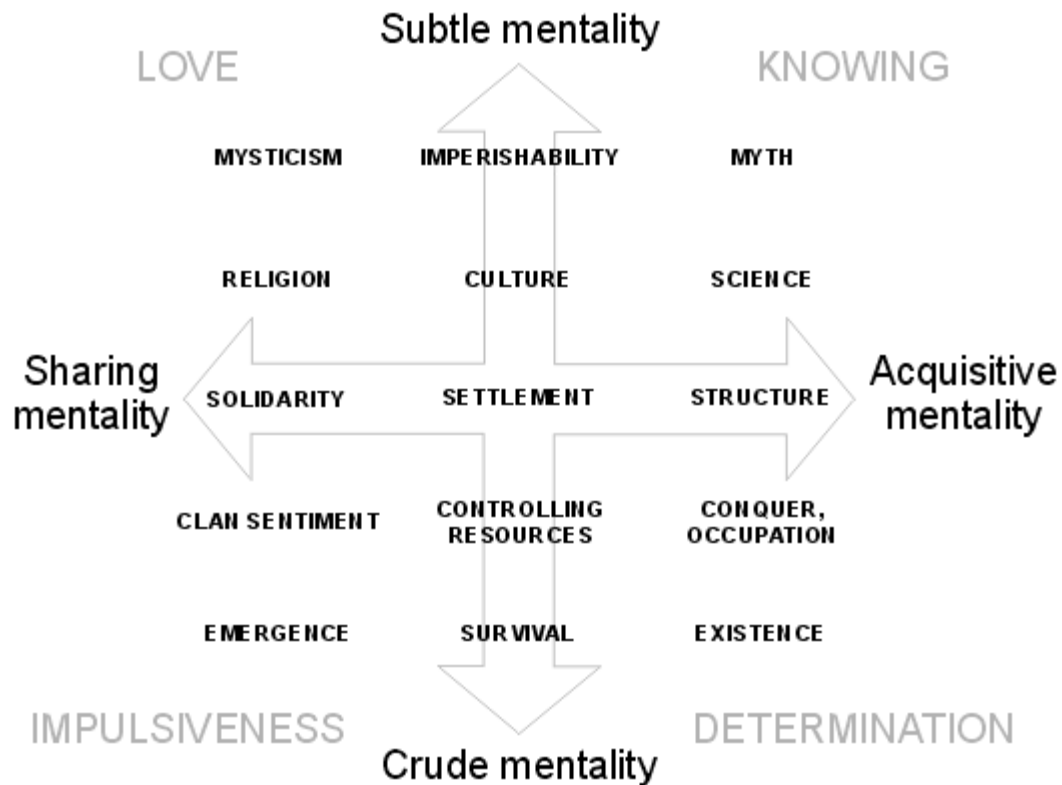 Subtle mentality
LOVE
KNOWING
MYSTICISM
IMPERISHABILITY
MYTH
RELIGION
CULTURE
SCIENCE
Sharing
mentality
SOLIDARITY
SETTLEMENT
STRUCTURE
Acquisitive
mentality
CLAN SENTIMENT
CONTROLLING
RESOURCES
CONQUER,
OCCUPATION
EMERGENCE
SURVIVAL
EXISTENCE
IMPULSIVENESS
DETERMINATION
Crude mentality